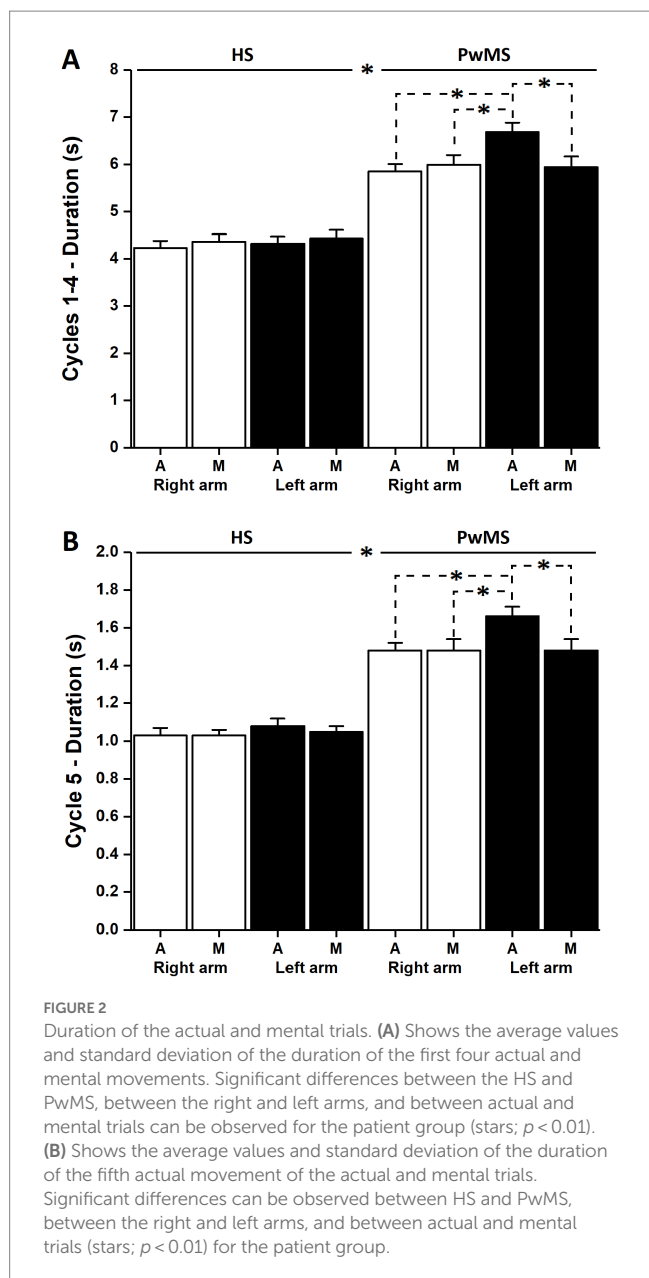 A
HS
*
PwMS
Cycles 1-4 - Duration (s)
8
7
6
5
4
3
2
1
0
*
*
*
A M A M A M A M
Right arm Left arm Right arm Left arm
B
HS
*
PwMS
Cycle 5 - Duration (s)
2.0
1.8
1.6
1.4
1.2
1.0
0.8
0.6
0.4
0.2
0.0
*
*
*
A M A M A M A M
Right arm Left arm Right arm Left arm
FIGURE 2
Duration of the actual and mental trials. (A) Shows the average values
and standard deviation of the duration of the first four actual and
mental movements. Significant differences between the HS and
PwMS, between the right and left arms, and between actual and
mental trials can be observed for the patient group (stars; p < 0.01).
(B) Shows the average values and standard deviation of the duration
of the fifth actual movement of the actual and mental trials.
Significant differences can be observed between HS and PwMS,
between the right and left arms, and between actual and mental
trials (stars; p < 0.01) for the patient group.